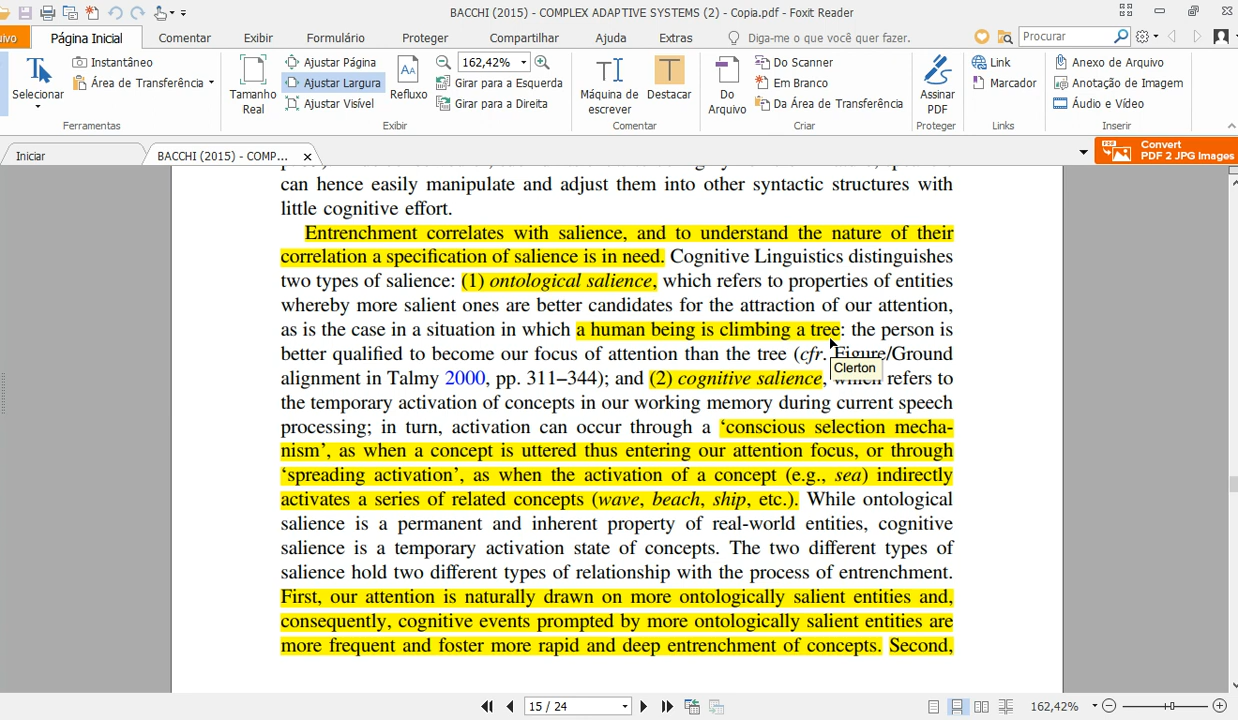 BACCHI (2015) - COMPLEX ADAPTIVE SYSTEMS (2) - Copia.pdf - Foxit Reader
Página Inicial Comentar Exibir Formulário Proteger Compartilhar Ajuda Extras Diga-me o que você quer fazer. Procurar
Selecionar
Instantâneo
Área de Transferência
Ferramentas
Tamanho Real
Ajustar Página
Ajustar Largura
Ajustar Visível
Refluxo
162,42%
Girar para a Esquerda
Girar para a Direita
Exibir
Máquina de escrever
Destacar
Comentar
Do Arquivo
Do Scanner
Em Branco
Da Área de Transferência
Criar
Assinar PDF
Proteger
Link
Marcador
Links
Anexo de Arquivo
Anotação de Imagem
Áudio e Vídeo
Inserir
Iniciar
BACCHI (2015) - COMP...
Convert
PDF 2 JPG Images
can hence easily manipulate and adjust them into other syntactic structures with
little cognitive effort.
Entrenchment correlates with salience, and to understand the nature of their
correlation a specification of salience is in need. Cognitive Linguistics distinguishes
two types of salience: (1) ontological salience, which refers to properties of entities
whereby more salient ones are better candidates for the attraction of our attention,
as is the case in a situation in which a human being is climbing a tree: the person is
better qualified to become our focus of attention than the tree (cfr. Figure/Ground
Clerton
alignment in Talmy 2000, pp. 311–344); and (2) cognitive salience, which refers to
the temporary activation of concepts in our working memory during current speech
processing; in turn, activation can occur through a ‘conscious selection mecha-
nism’, as when a concept is uttered thus entering our attention focus, or through
‘spreading activation’, as when the activation of a concept (e.g., sea) indirectly
activates a series of related concepts (wave, beach, ship, etc.). While ontological
salience is a permanent and inherent property of real-world entities, cognitive
salience is a temporary activation state of concepts. The two different types of
salience hold two different types of relationship with the process of entrenchment.
First, our attention is naturally drawn on more ontologically salient entities and,
consequently, cognitive events prompted by more ontologically salient entities are
more frequent and foster more rapid and deep entrenchment of concepts. Second,
15 / 24
162,42%